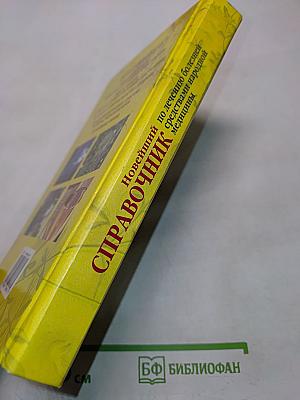 Новейший
СПРАВОЧНИК
по лечению болезней
средствами народной
медицины
см
БФ БИБЛИОФАН